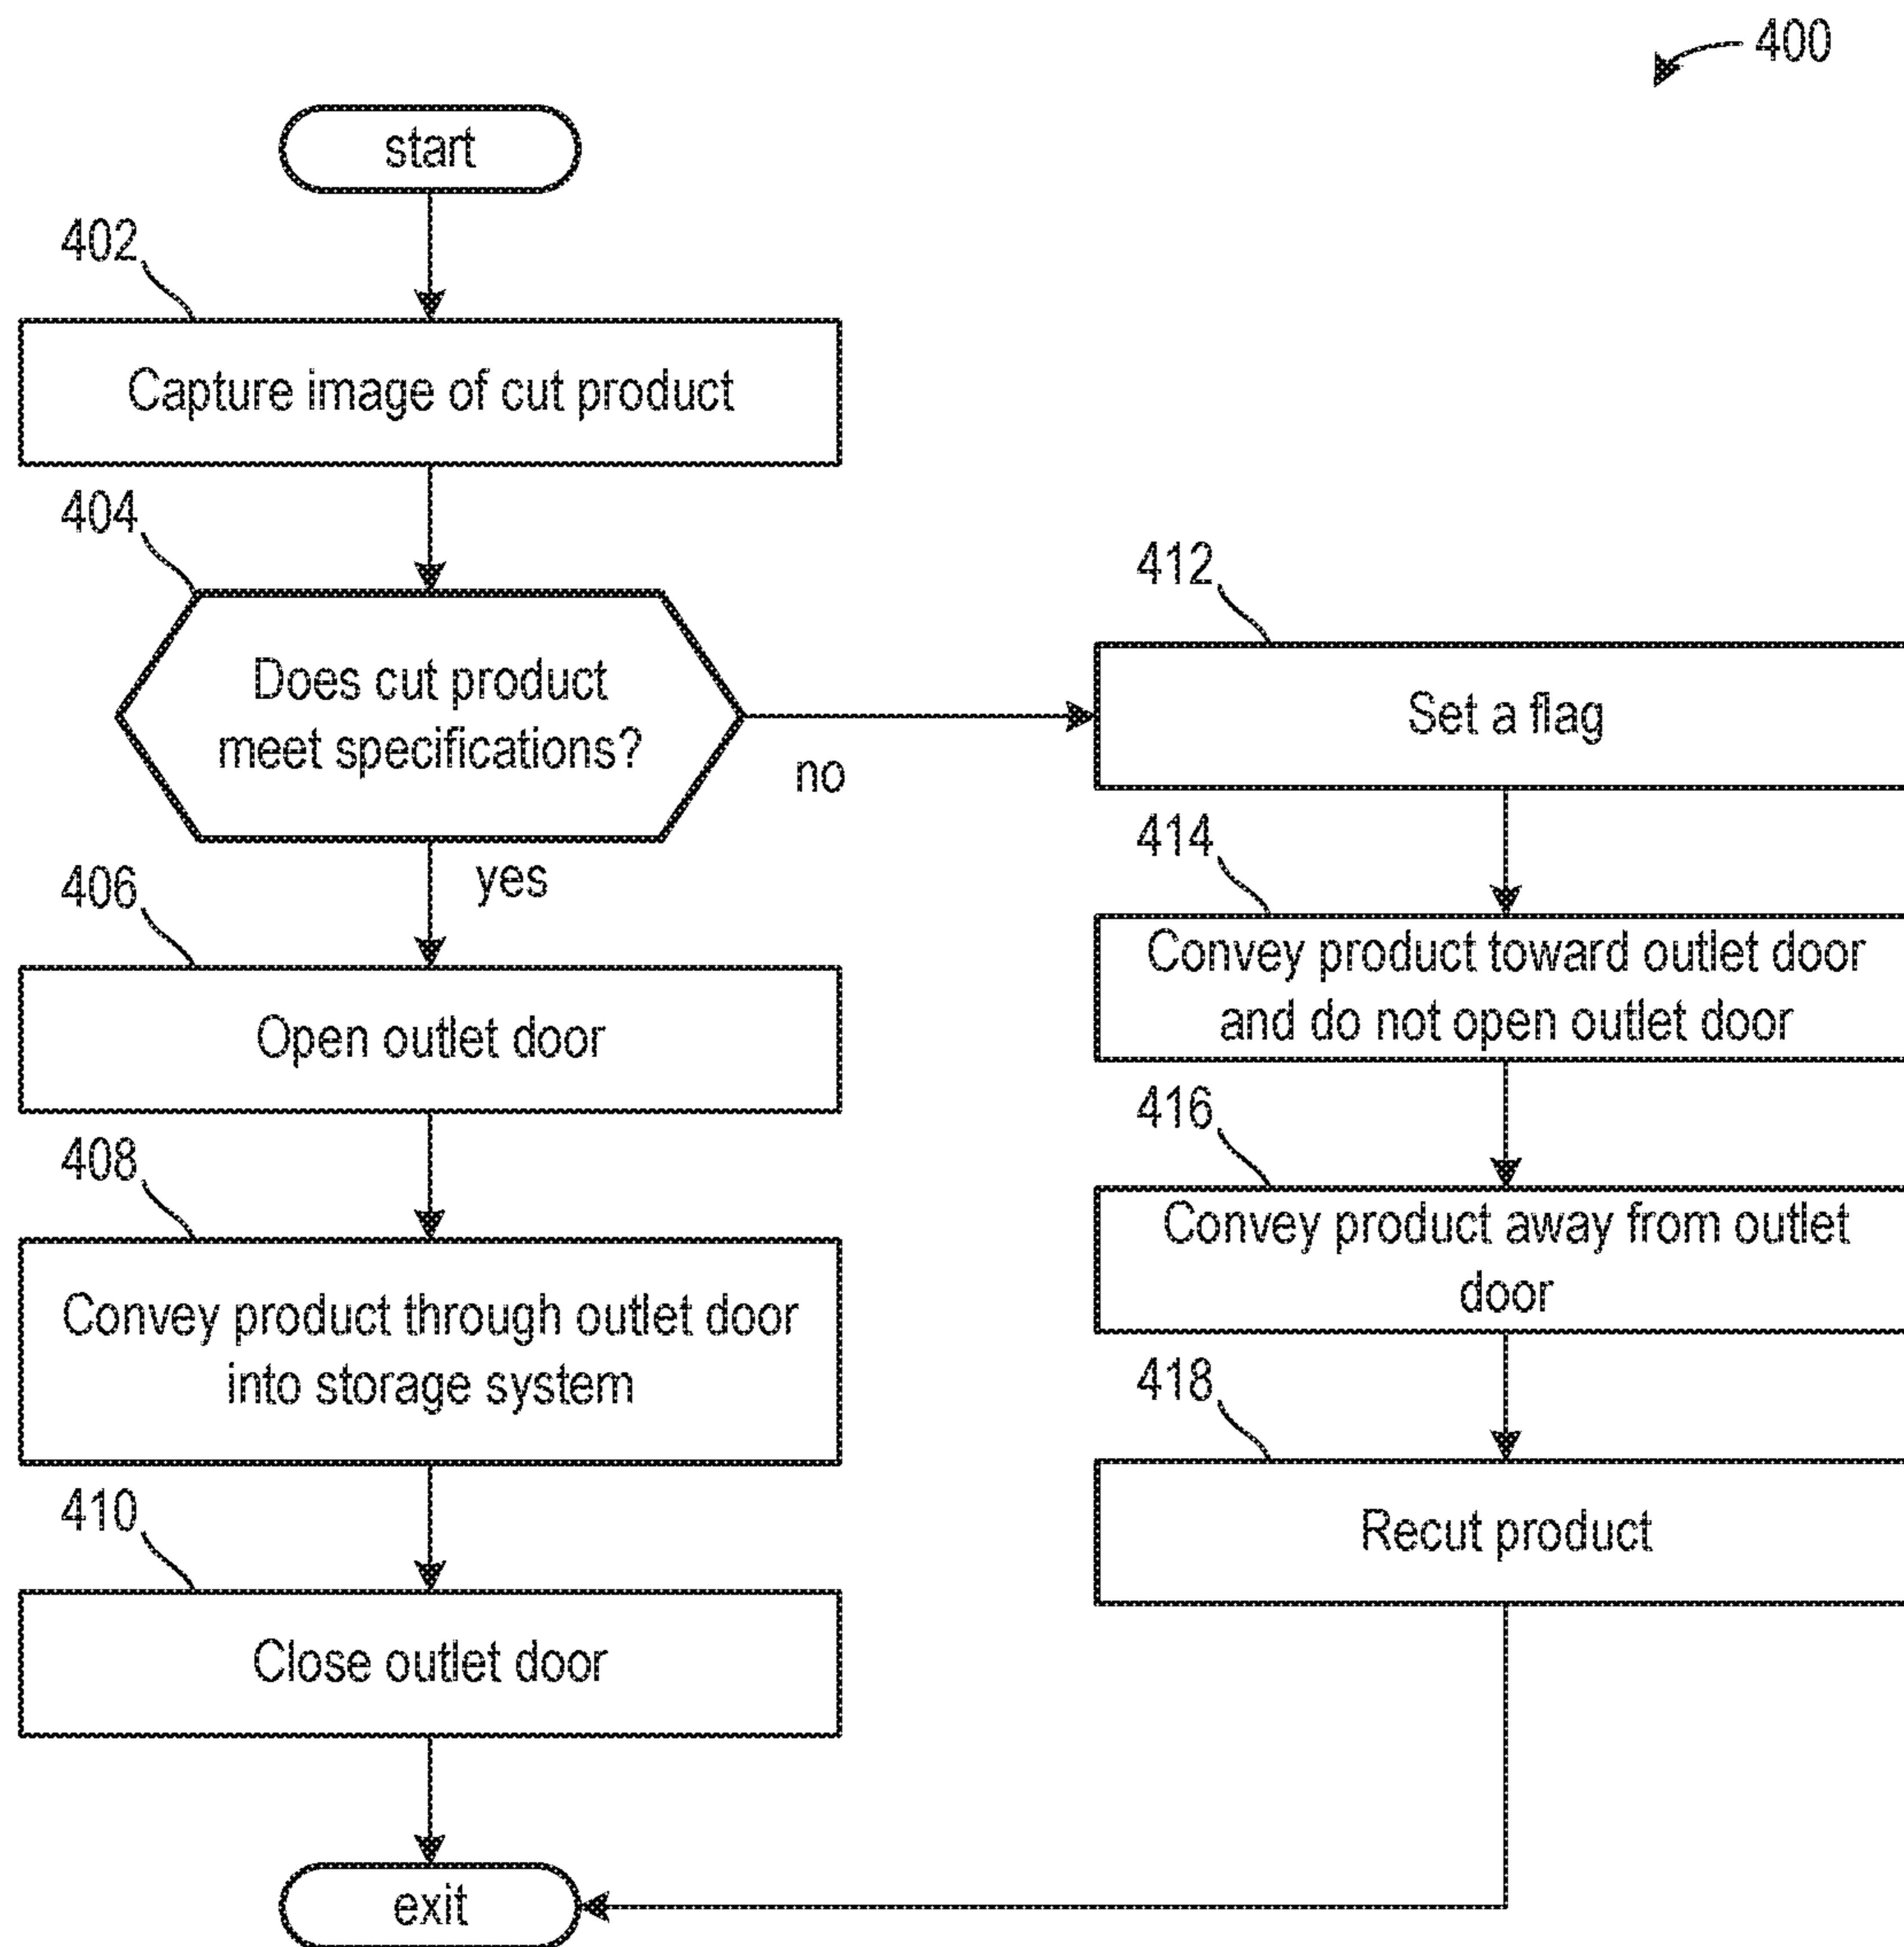 400
start
402
Capture image of cut product
404
Does cut product
meet specifications?
no
yes
406
Open outlet door
408
Convey product through outlet door
into storage system
410
Close outlet door
412
Set a flag
414
Convey product toward outlet door
and do not open outlet door
416
Convey product away from outlet
door
418
Recut product
exit